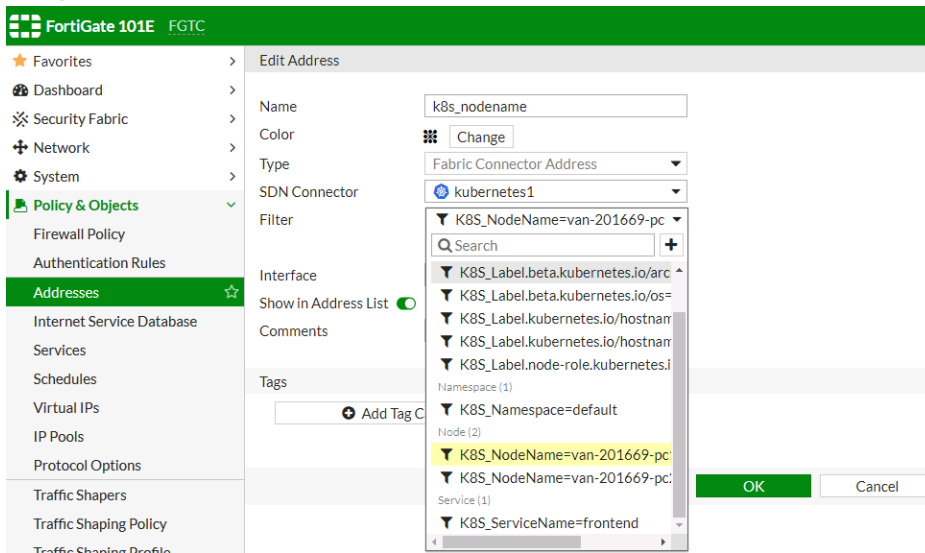 FortiGate 101E FGTC
Favorites
Dashboard
Security Fabric
Network
System
Policy & Objects
Firewall Policy
Authentication Rules
Addresses
Internet Service Database
Services
Schedules
Virtual IPs
IP Pools
Protocol Options
Traffic Shapers
Traffic Shaping Policy
Traffic Shaping Profile
Edit Address
Name k8s_nodename
Color Change
Type Fabric Connector Address
SDN Connector kubernetes1
Filter K8S_NodeName=van-201669-pc
Search
K8S_Label.beta.kubernetes.io/arc
K8S_Label.beta.kubernetes.io/os=
K8S_Label.kubernetes.io/hostnam
K8S_Label.kubernetes.io/hostnam
K8S_Label.node-role.kubernetes.i
Namespace (1)
K8S_Namespace=default
Node (2)
K8S_NodeName=van-201669-pc1
K8S_NodeName=van-201669-pc2
Service (1)
K8S_ServiceName=frontend
Interface
Show in Address List
Comments
Tags
Add Tag C
OK Cancel